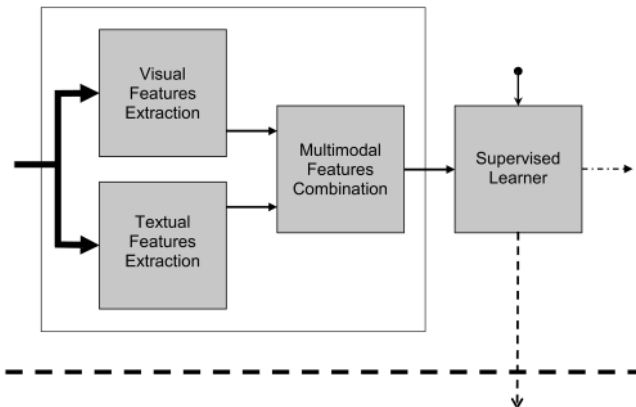 Visual
Features
Extraction
Textual
Features
Extraction
Multimodal
Features
Combination
Supervised
Learner